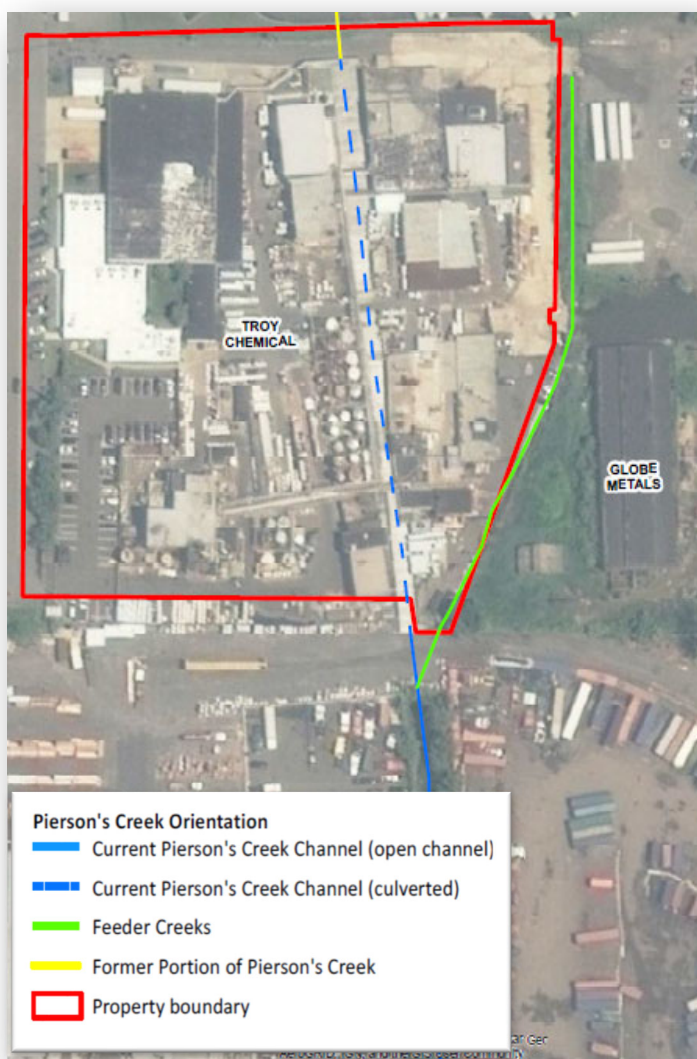 TROY
CHEMICAL
GLOBE
METALS
Pierson's Creek Orientation
Current Pierson's Creek Channel (open channel)
Current Pierson's Creek Channel (culverted)
Feeder Creeks
Former Portion of Pierson's Creek
Property boundary